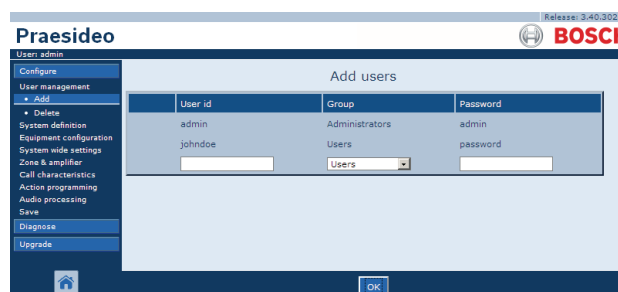 Release: 3.40.302
Praesideo
BOSCH
User: admin
Configure
User management
• Add
• Delete
System definition
Equipment configuration
System wide settings
Zone & amplifier
Call characteristics
Action programming
Audio processing
Save
Diagnose
Upgrade
Add users
User id Group Password
admin Administrators admin
johndoe Users password
Users
OK